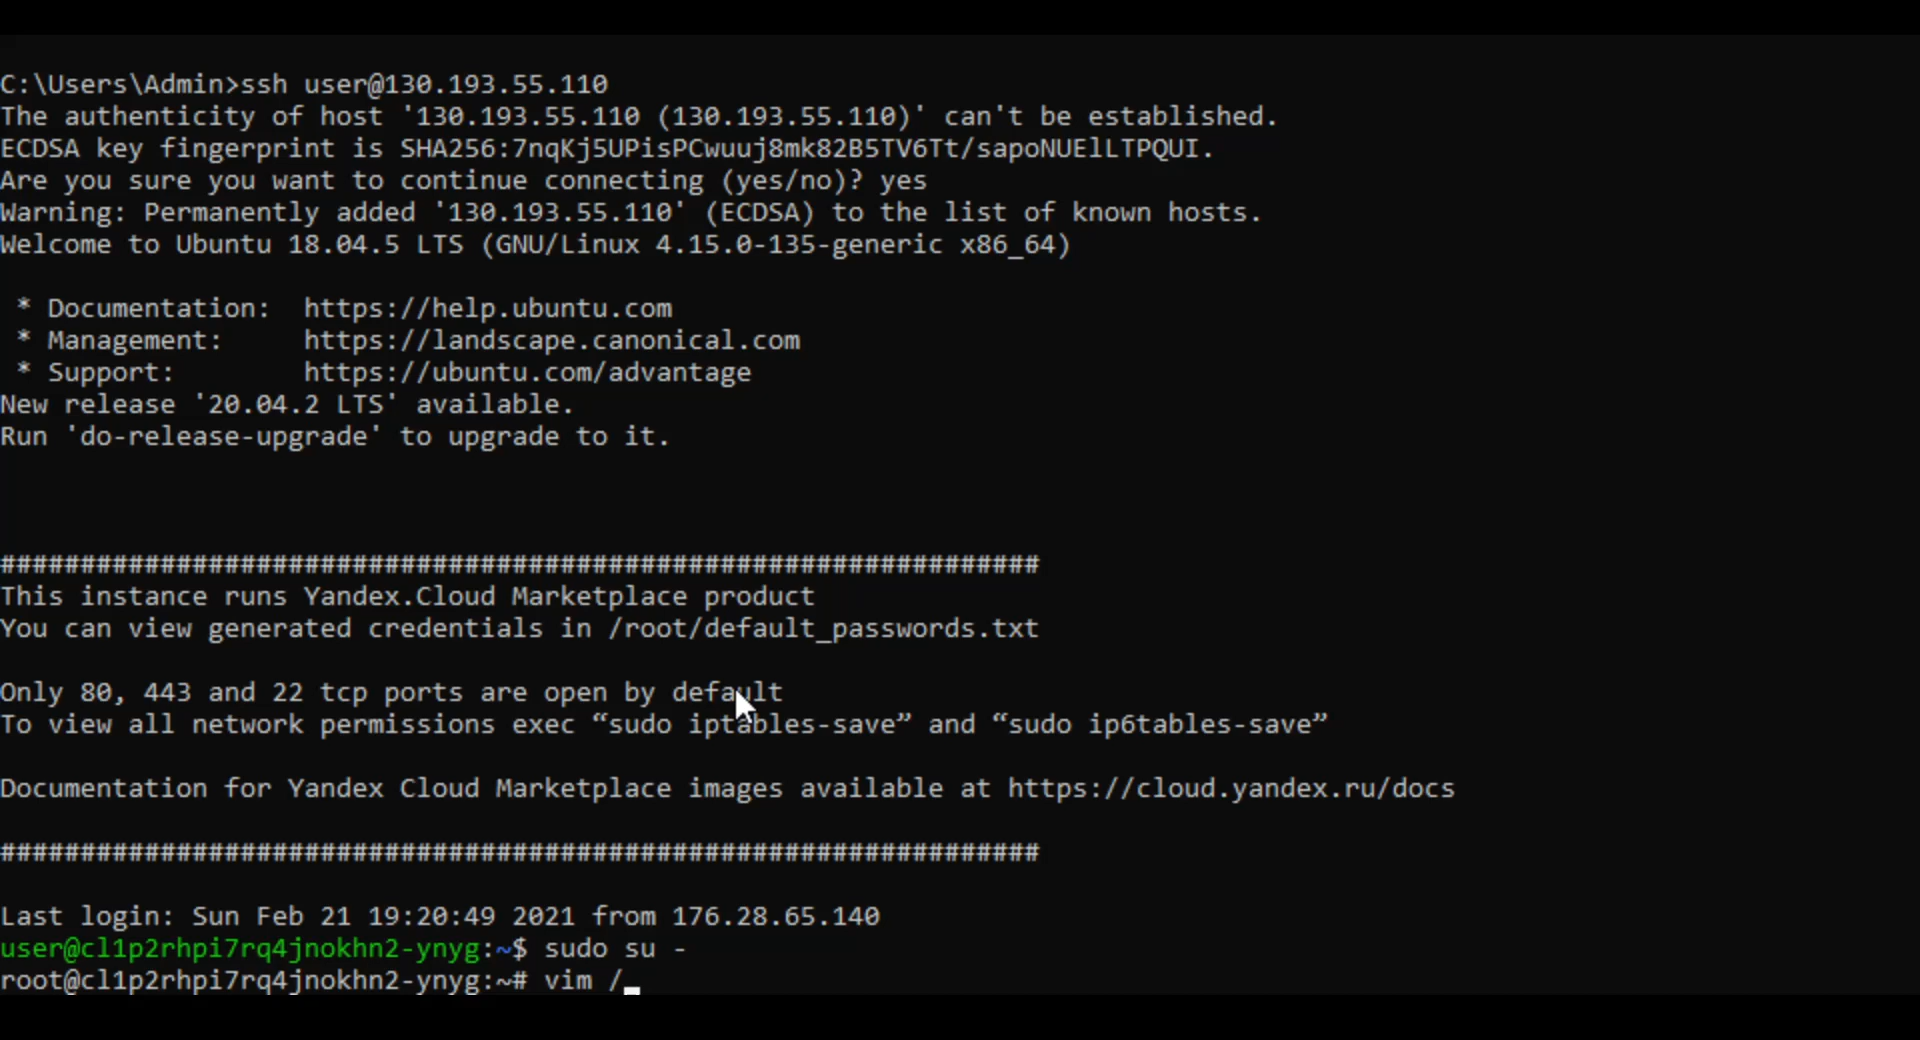 C:\Users\Admin>ssh user@130.193.55.110
The authenticity of host '130.193.55.110 (130.193.55.110)' can't be established.
ECDSA key fingerprint is SHA256:7nqKj5UPisPCwuuj8mk82B5TV6Tt/sapoNUElLTPQUI.
Are you sure you want to continue connecting (yes/no)? yes
Warning: Permanently added '130.193.55.110' (ECDSA) to the list of known hosts.
Welcome to Ubuntu 18.04.5 LTS (GNU/Linux 4.15.0-135-generic x86_64)
* Documentation:  https://help.ubuntu.com
* Management:     https://landscape.canonical.com
* Support:        https://ubuntu.com/advantage
New release '20.04.2 LTS' available.
Run 'do-release-upgrade' to upgrade to it.
#################################################################
This instance runs Yandex.Cloud Marketplace product
You can view generated credentials in /root/default_passwords.txt
Only 80, 443 and 22 tcp ports are open by default
To view all network permissions exec “sudo iptables-save” and “sudo ip6tables-save”
Documentation for Yandex Cloud Marketplace images available at https://cloud.yandex.ru/docs
#################################################################
Last login: Sun Feb 21 19:20:49 2021 from 176.28.65.140
user@cl1p2rhpi7rq4jnokhn2-ynyg:~$ sudo su -
root@cl1p2rhpi7rq4jnokhn2-ynyg:~# vim /